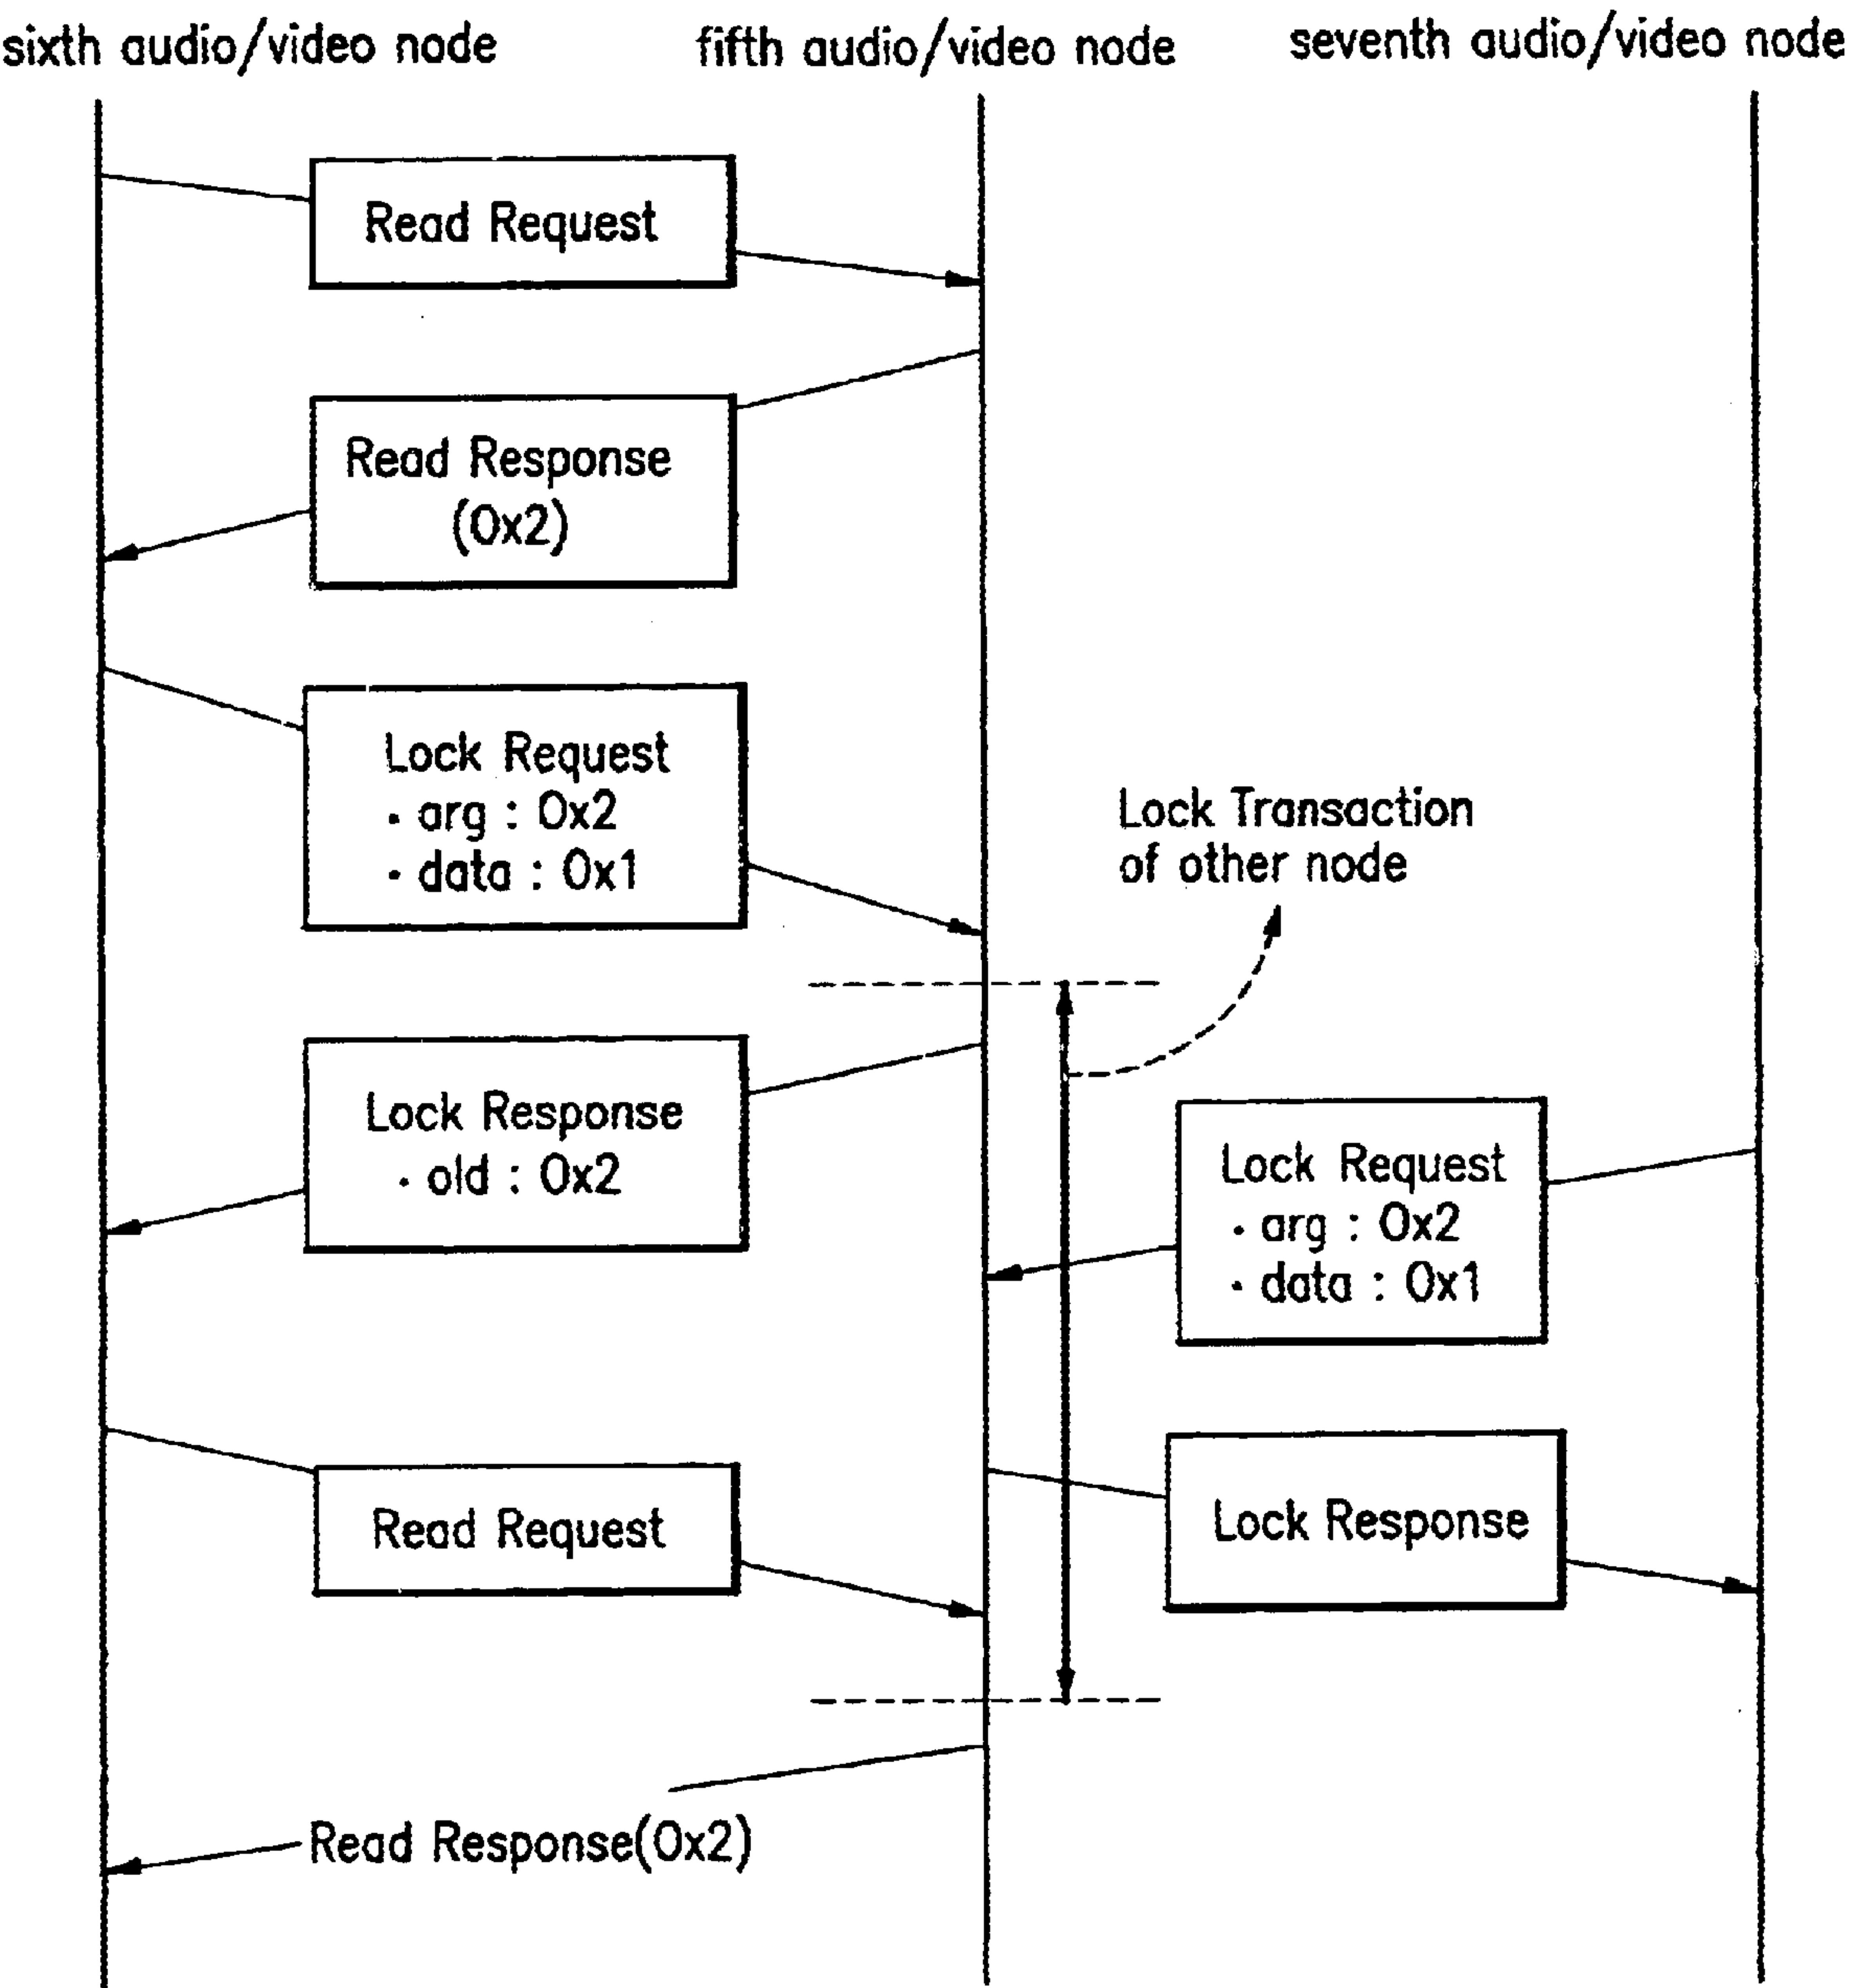 sixth audio/video node
fifth audio/video node
seventh audio/video node
Read Request
Read Response
(0x2)
Lock Request
· arg : 0x2
· data : 0x1
Lock Transaction
of other node
Lock Response
· old : 0x2
Lock Request
· arg : 0x2
· data : 0x1
Read Request
Lock Response
Read Response(0x2)